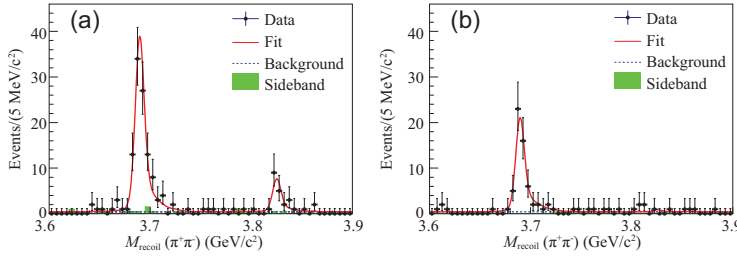 (a)
Data
Fit
Background
Sideband
Events/(5 MeV/c²)
40
30
20
10
0
3.6 3.7 3.8 3.9
M_recoil (π⁺π⁻) (GeV/c²)
(b)
Data
Fit
Background
Sideband
Events/(5 MeV/c²)
40
30
20
10
0
3.6 3.7 3.8 3.9
M_recoil (π⁺π⁻) (GeV/c²)